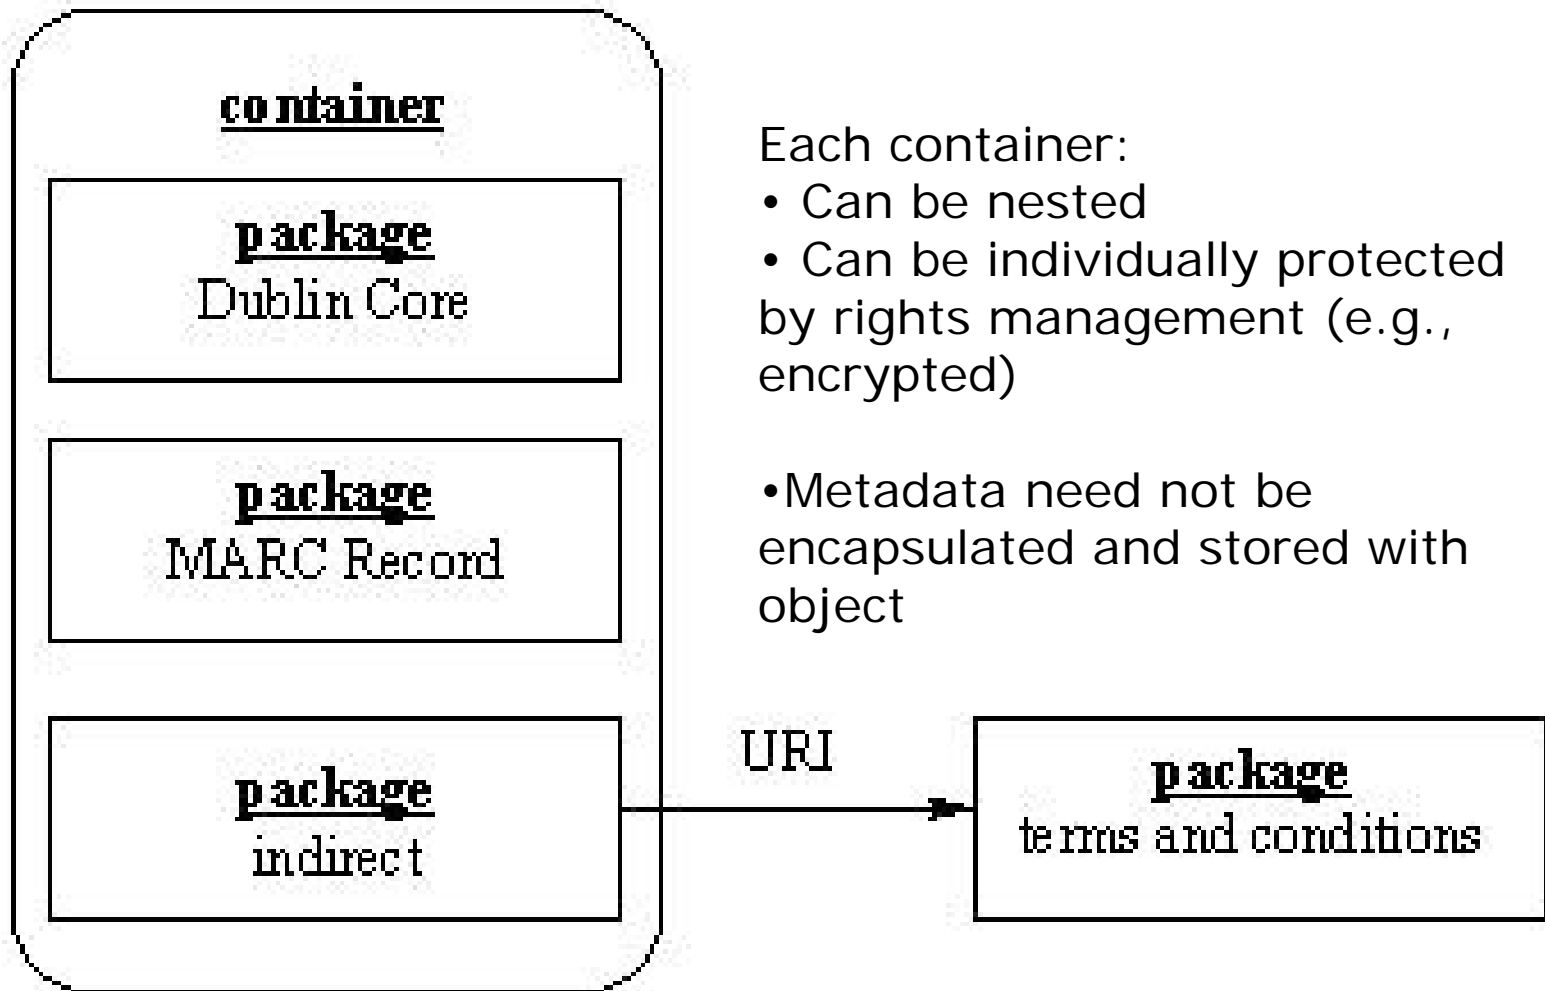 container
package
Dublin Core
package
MARC Record
package
indirect
Each container:
• Can be nested
• Can be individually protected
by rights management (e.g.,
encrypted)
•Metadata need not be
encapsulated and stored with
object
URI
package
terms and conditions